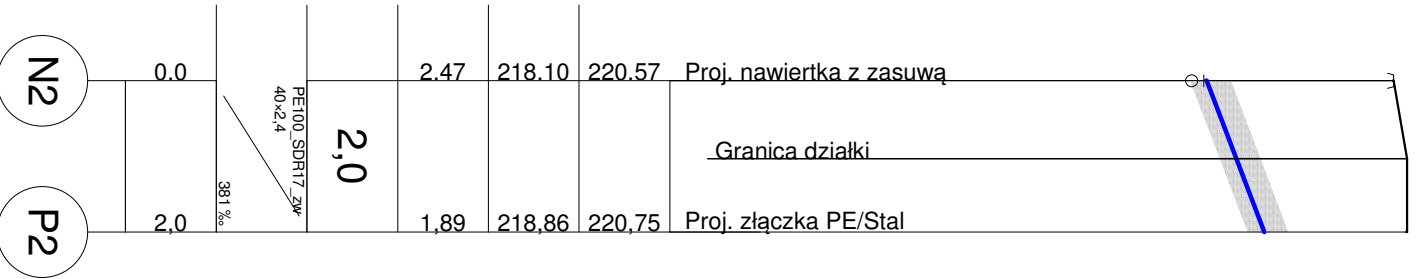 N2
0.0
2.47
218.10
220.57
Proj. nawiertka z zasuwą
PE100_SDR17_zw
40×2,4
2,0
Granica działki
381 ‰
P2
2,0
1,89
218,86
220,75
Proj. złączka PE/Stal